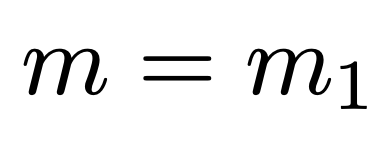 m = m₁